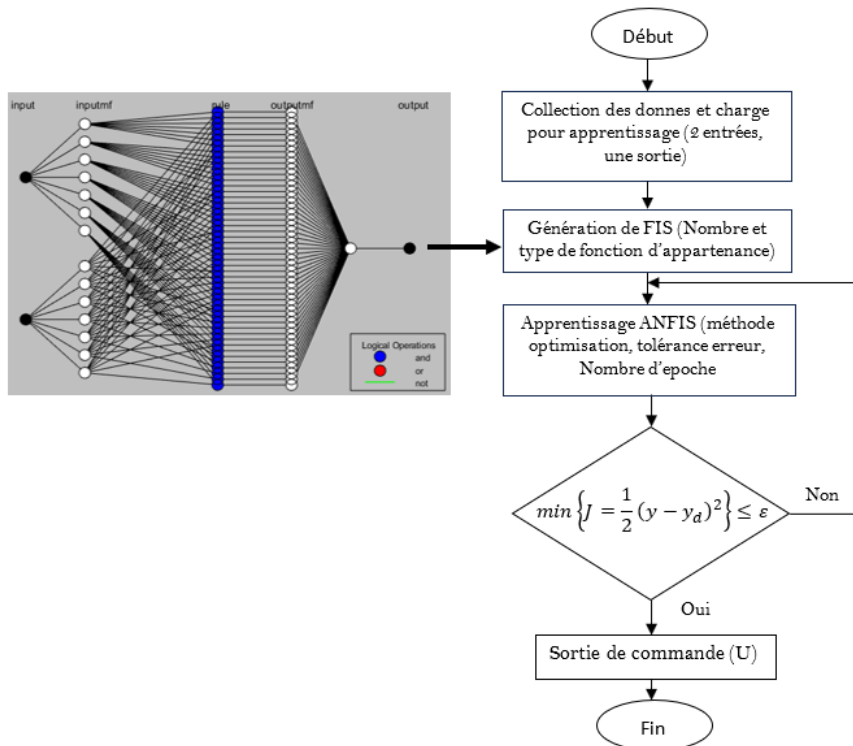 Début
input
inputmf
rule
outputmf
output
Collection des donnes et charge
pour apprentissage (2 entrées,
une sortie)
Génération de FIS (Nombre et
type de fonction d'appartenance)
Apprentissage ANFIS (méthode
optimisation, tolérance erreur,
Nombre d'epoche
Logical Operations
and
or
not
min{J = 1/2 (y − y_d)²} ≤ ε
Non
Oui
Sortie de commande (U)
Fin